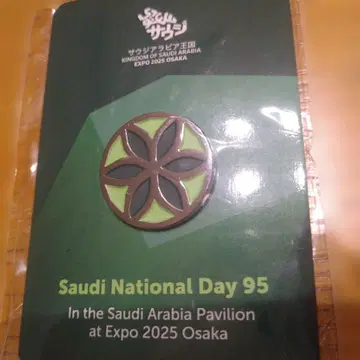 サウジ
サウジアラビア王国
KINGDOM OF SAUDI ARABIA
EXPO 2025 OSAKA
Saudi National Day 95
In the Saudi Arabia Pavilion
at Expo 2025 Osaka